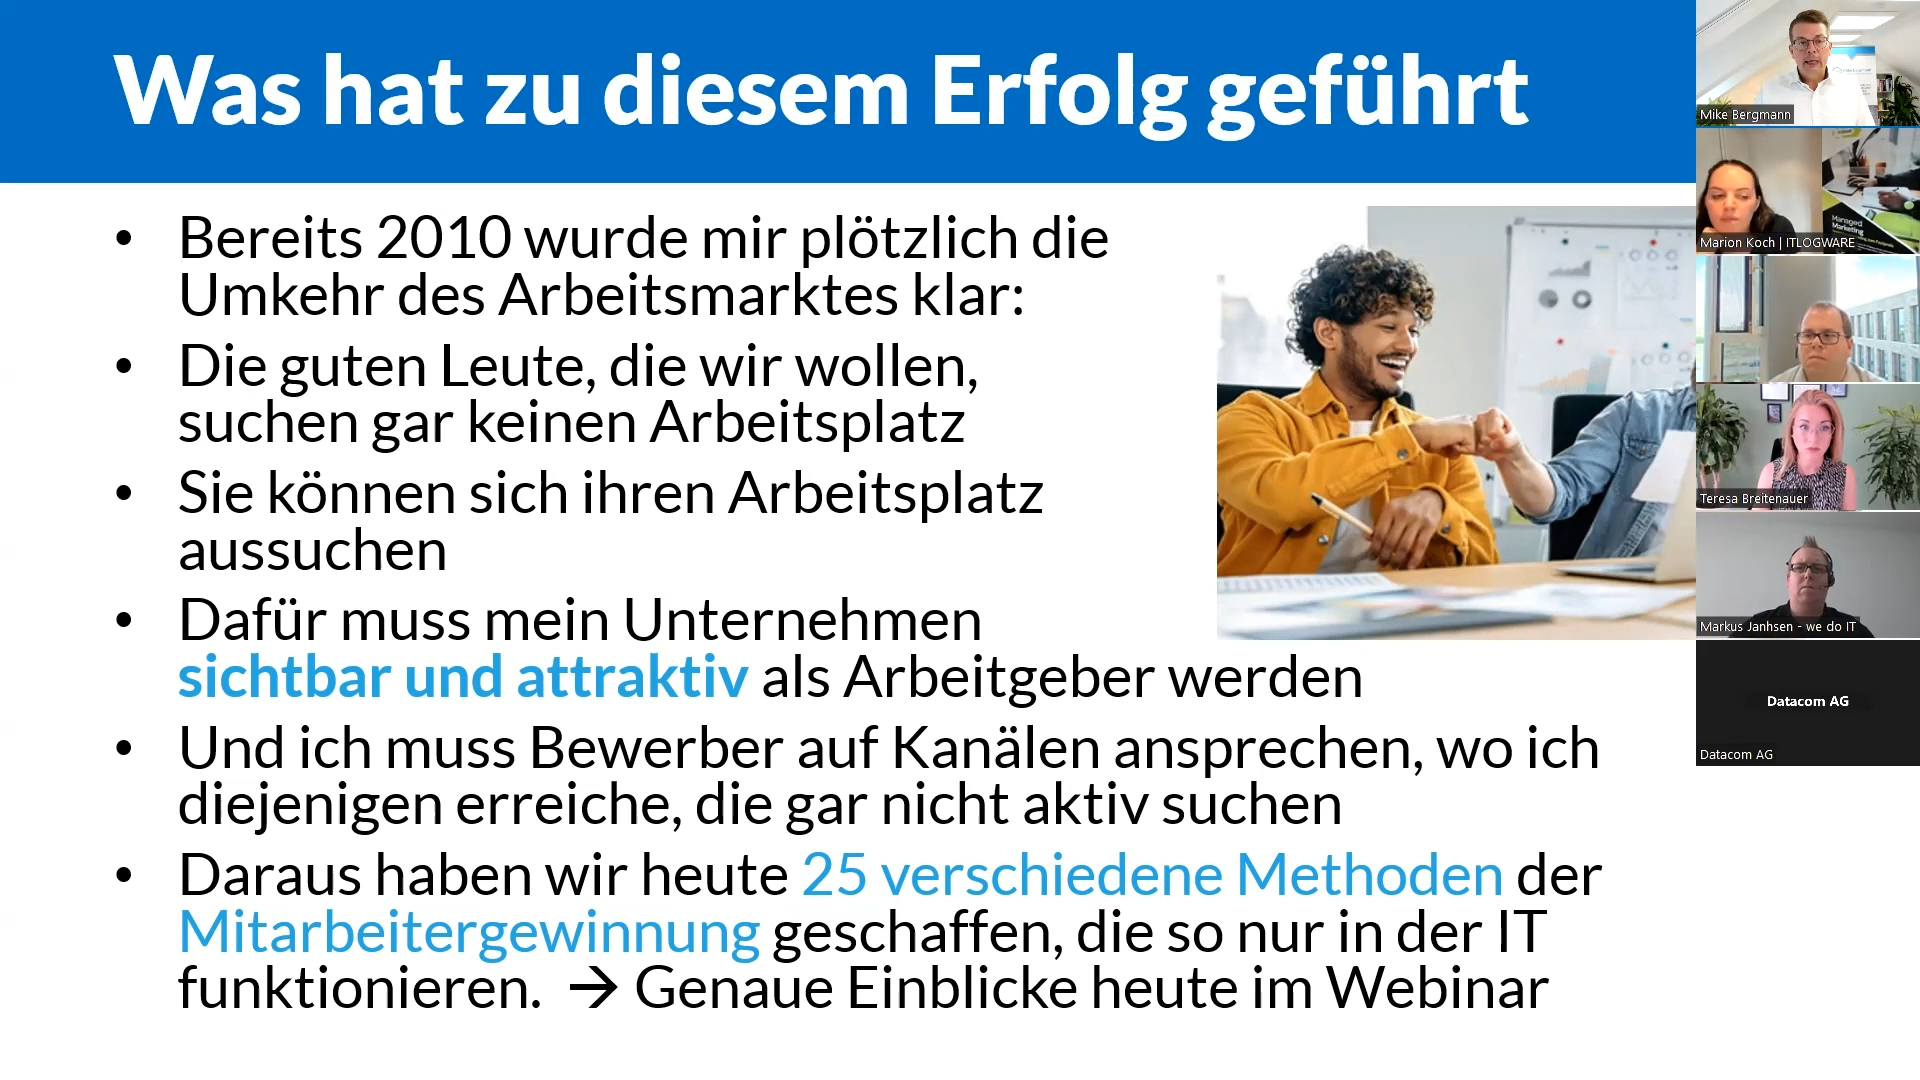 Was hat zu diesem Erfolg geführt
• Bereits 2010 wurde mir plötzlich die
Umkehr des Arbeitsmarktes klar:
• Die guten Leute, die wir wollen,
suchen gar keinen Arbeitsplatz
• Sie können sich ihren Arbeitsplatz
aussuchen
• Dafür muss mein Unternehmen
sichtbar und attraktiv als Arbeitgeber werden
• Und ich muss Bewerber auf Kanälen ansprechen, wo ich
diejenigen erreiche, die gar nicht aktiv suchen
• Daraus haben wir heute 25 verschiedene Methoden der
Mitarbeitergewinnung geschaffen, die so nur in der IT
funktionieren. → Genaue Einblicke heute im Webinar
Mike Bergmann
Managed
Marketing
Marion Koch | ITLOGWARE
Teresa Breitenauer
Markus Janhsen - we do IT
Datacom AG
Datacom AG